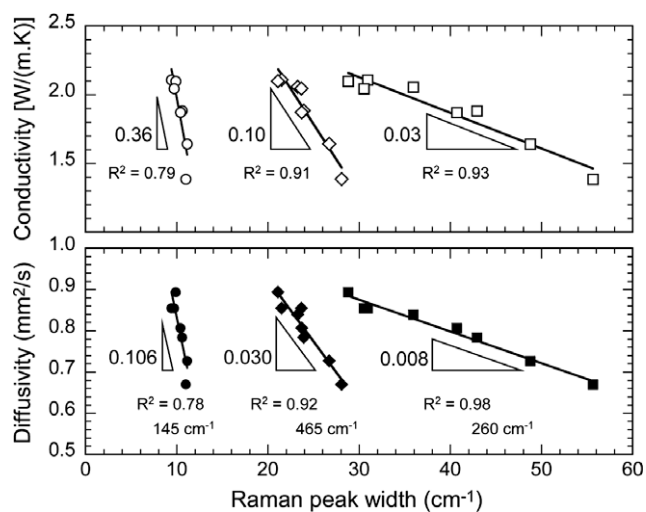 Conductivity [W/(m.K)]
2.5
2.0
1.5
1.0
0.36
0.10
0.03
R² = 0.79
R² = 0.91
R² = 0.93
Diffusivity (mm²/s)
0.9
0.8
0.7
0.6
0.5
1.0
0.106
0.030
0.008
R² = 0.78
R² = 0.92
R² = 0.98
145 cm⁻¹
465 cm⁻¹
260 cm⁻¹
0
10
20
30
40
50
60
Raman peak width (cm⁻¹)